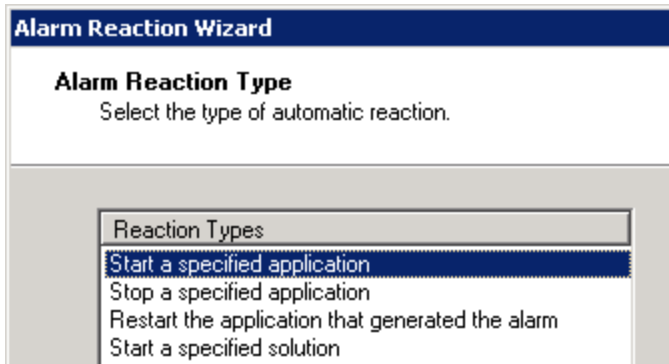 Alarm Reaction Wizard
Alarm Reaction Type
Select the type of automatic reaction.
Reaction Types
Start a specified application
Stop a specified application
Restart the application that generated the alarm
Start a specified solution